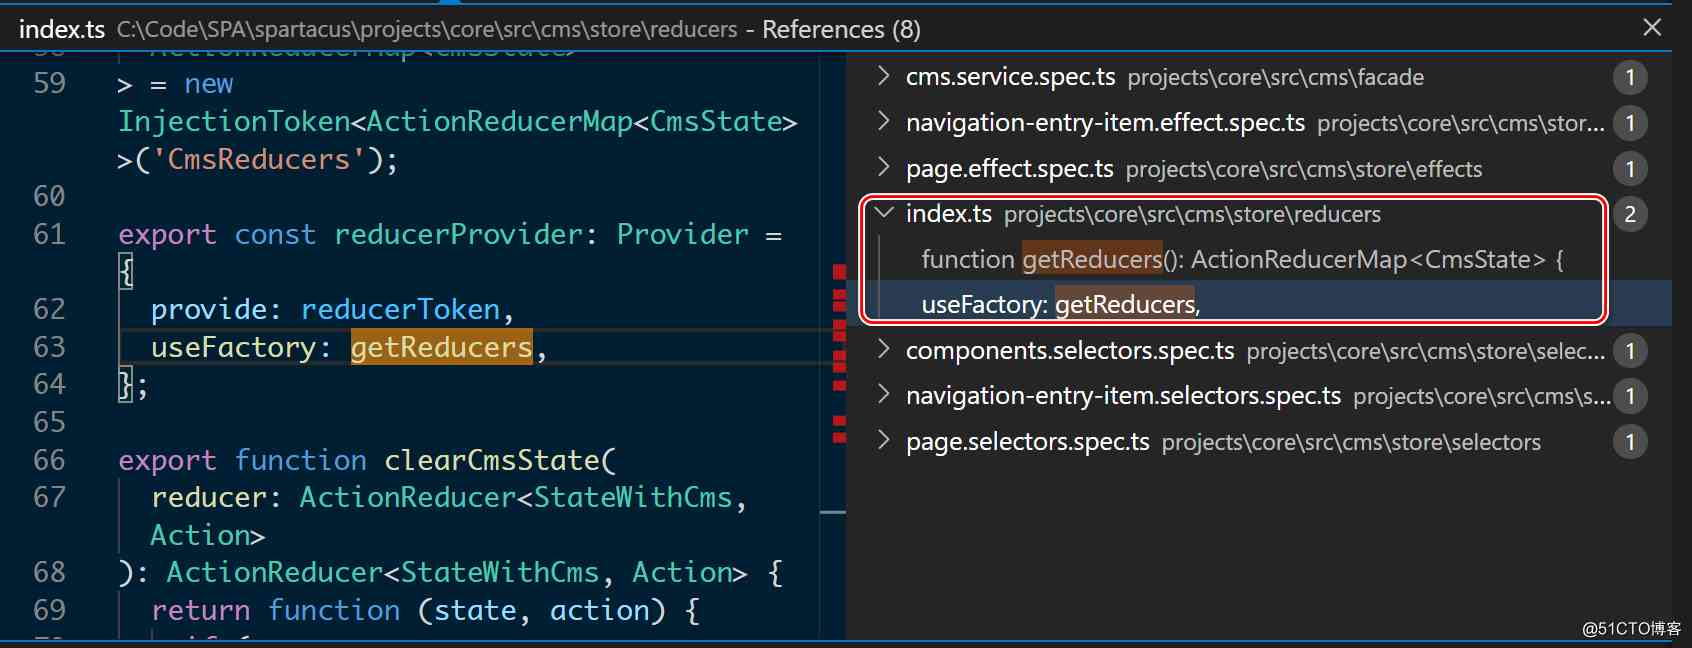 index.ts C:\Code\SPA\spartacus\projects\core\src\cms\store\reducers - References (8)
ActionReducerMap<CmsState>
59 > = new
InjectionToken<ActionReducerMap<CmsState>
>('CmsReducers');
60
61 export const reducerProvider: Provider =
{
62 provide: reducerToken,
63 useFactory: getReducers,
64 };
65
66 export function clearCmsState(
67 reducer: ActionReducer<StateWithCms,
Action>
68 ): ActionReducer<StateWithCms, Action> {
69 return function (state, action) {
cms.service.spec.ts projects\core\src\cms\facade 1
navigation-entry-item.effect.spec.ts projects\core\src\cms\stor... 1
page.effect.spec.ts projects\core\src\cms\store\effects 1
index.ts projects\core\src\cms\store\reducers 2
function getReducers(): ActionReducerMap<CmsState> {
useFactory: getReducers,
components.selectors.spec.ts projects\core\src\cms\store\selec... 1
navigation-entry-item.selectors.spec.ts projects\core\src\cms\s... 1
page.selectors.spec.ts projects\core\src\cms\store\selectors 1
@51CTO博客